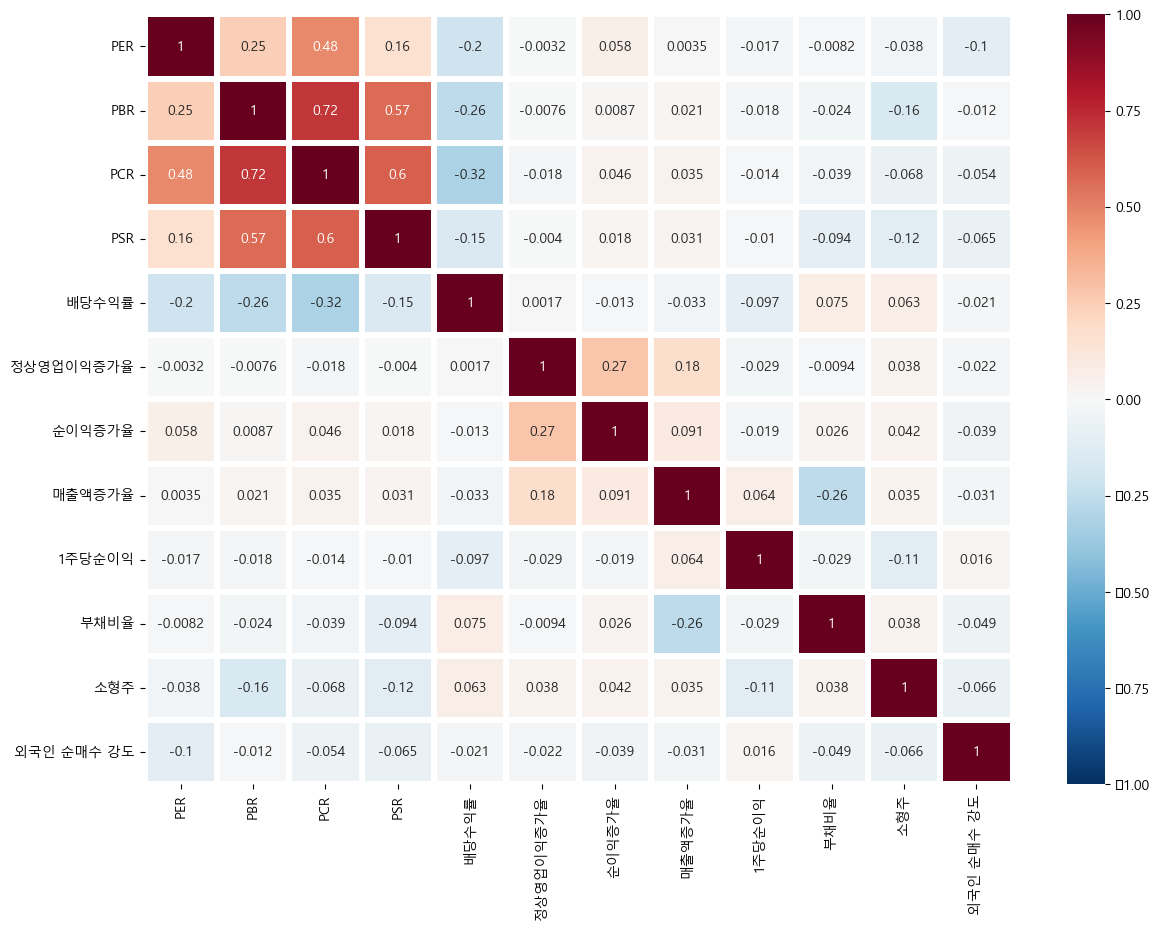 PER 1 0.25 0.48 0.16 -0.2 -0.0032 0.058 0.0035 -0.017 -0.0082 -0.038 -0.1
PBR 0.25 1 0.72 0.57 -0.26 -0.0076 0.0087 0.021 -0.018 -0.024 -0.16 -0.012
PCR 0.48 0.72 1 0.6 -0.32 -0.018 0.046 0.035 -0.014 -0.039 -0.068 -0.054
PSR 0.16 0.57 0.6 1 -0.15 -0.004 0.018 0.031 -0.01 -0.094 -0.12 -0.065
배당수익률 -0.2 -0.26 -0.32 -0.15 1 0.0017 -0.013 -0.033 -0.097 0.075 0.063 -0.021
정상영업이익증가율 -0.0032 -0.0076 -0.018 -0.004 0.0017 1 0.27 0.18 -0.029 -0.0094 0.038 -0.022
순이익증가율 0.058 0.0087 0.046 0.018 -0.013 0.27 1 0.091 -0.019 0.026 0.042 -0.039
매출액증가율 0.0035 0.021 0.035 0.031 -0.033 0.18 0.091 1 0.064 -0.26 0.035 -0.031
1주당순이익 -0.017 -0.018 -0.014 -0.01 -0.097 -0.029 -0.019 0.064 1 -0.029 -0.11 0.016
부채비율 -0.0082 -0.024 -0.039 -0.094 0.075 -0.0094 0.026 -0.26 -0.029 1 0.038 -0.049
소형주 -0.038 -0.16 -0.068 -0.12 0.063 0.038 0.042 0.035 -0.11 0.038 1 -0.066
외국인 순매수 강도 -0.1 -0.012 -0.054 -0.065 -0.021 -0.022 -0.039 -0.031 0.016 -0.049 -0.066 1
PER
PBR
PCR
PSR
배당수익률
정상영업이익증가율
순이익증가율
매출액증가율
1주당순이익
부채비율
소형주
외국인 순매수 강도
1.00
0.75
0.50
0.25
0.00
▯0.25
▯0.50
▯0.75
▯1.00